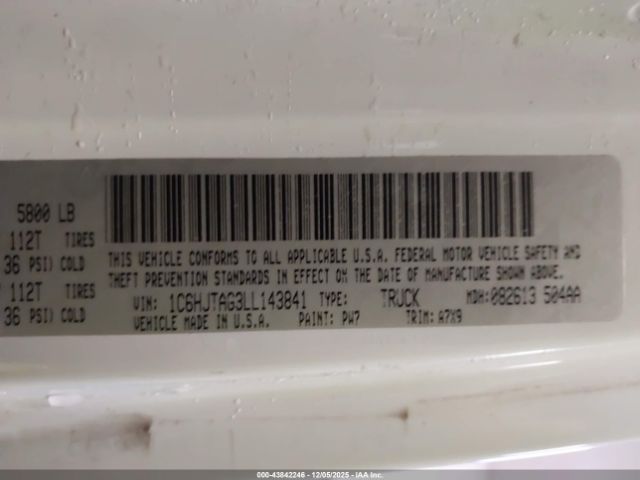 5800 LB
112T TIRES
36 PSI) COLD
112T TIRES
36 PSI) COLD
THIS VEHICLE CONFORMS TO ALL APPLICABLE U.S.A. FEDERAL MOTOR VEHICLE SAFETY AND
THEFT PREVENTION STANDARDS IN EFFECT ON THE DATE OF MANUFACTURE SHOWN ABOVE.
VIN: 1C6HJTAG3LL143841 TYPE: TRUCK MDH: 082613 504AA
VEHICLE MADE IN U.S.A. PAINT: PW7 TRIM: A7X9
000-43842246 - 12/05/2025 - IAA Inc.